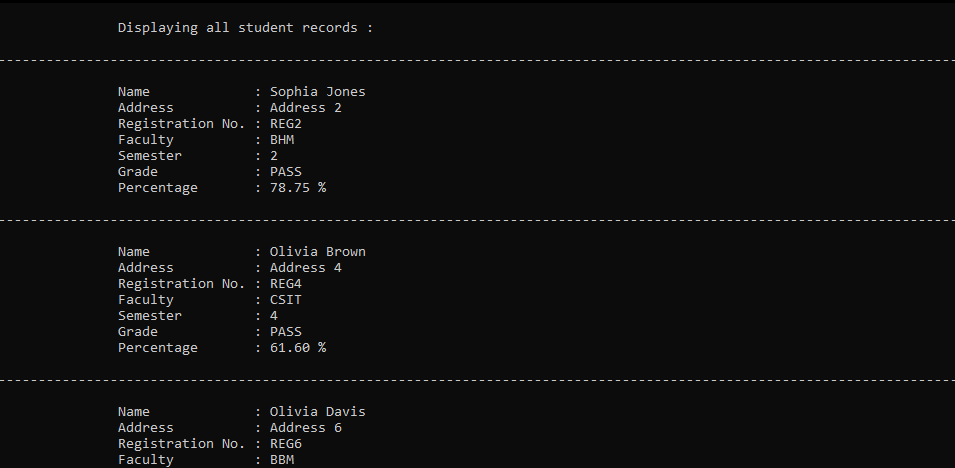 Displaying all student records :
--------------------------------------------------------------------------------------------------------------------
Name : Sophia Jones
Address : Address 2
Registration No. : REG2
Faculty : BHM
Semester : 2
Grade : PASS
Percentage : 78.75 %
--------------------------------------------------------------------------------------------------------------------
Name : Olivia Brown
Address : Address 4
Registration No. : REG4
Faculty : CSIT
Semester : 4
Grade : PASS
Percentage : 61.60 %
--------------------------------------------------------------------------------------------------------------------
Name : Olivia Davis
Address : Address 6
Registration No. : REG6
Faculty : BBM